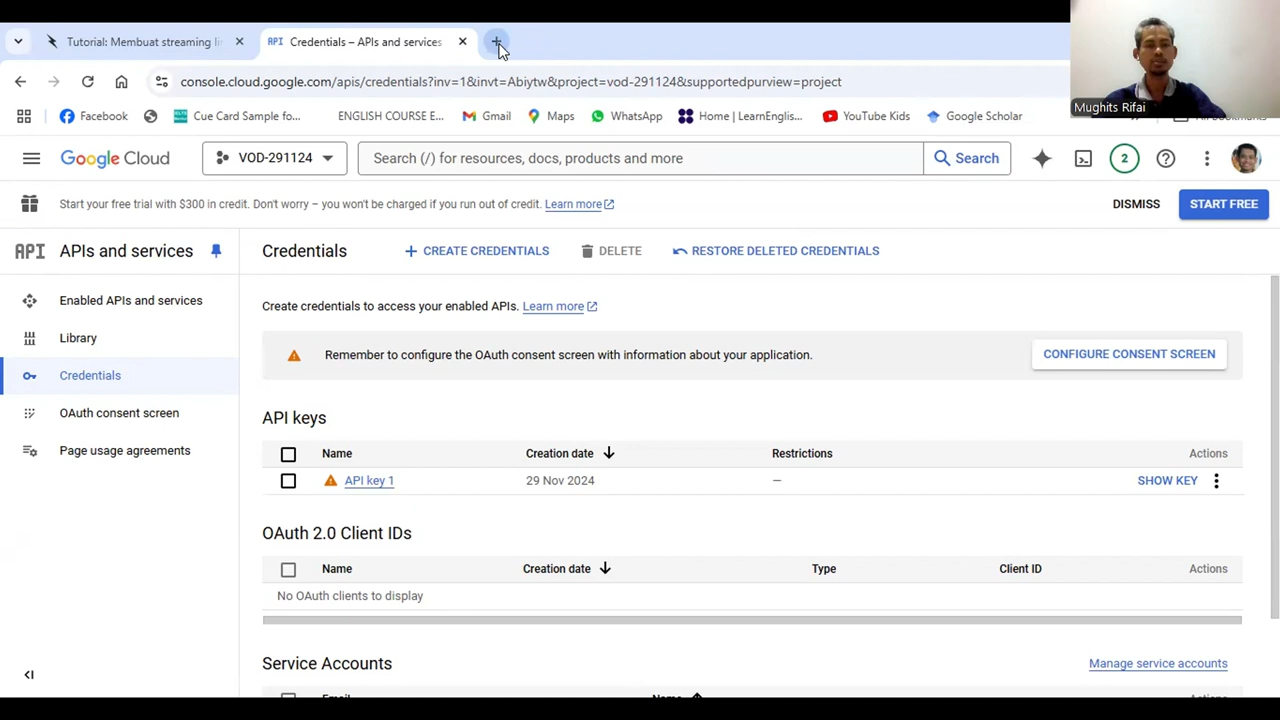 Tutorial: Membuat streaming li
API Credentials – APIs and services
console.cloud.google.com/apis/credentials?inv=1&invt=Abiytw&project=vod-291124&supportedpurview=project
Mughits Rifai
Facebook
Cue Card Sample fo...
ENGLISH COURSE E...
Gmail
Maps
WhatsApp
Home | LearnEnglis...
YouTube Kids
Google Scholar
Google Cloud
VOD-291124
Search (/) for resources, docs, products and more
Search
2
Start your free trial with $300 in credit. Don't worry – you won't be charged if you run out of credit. Learn more
DISMISS
START FREE
API APIs and services
Credentials
CREATE CREDENTIALS
DELETE
RESTORE DELETED CREDENTIALS
Enabled APIs and services
Library
Credentials
OAuth consent screen
Page usage agreements
Create credentials to access your enabled APIs. Learn more
Remember to configure the OAuth consent screen with information about your application.
CONFIGURE CONSENT SCREEN
API keys
Name Creation date Restrictions Actions
API key 1 29 Nov 2024 – SHOW KEY
OAuth 2.0 Client IDs
Name Creation date Type Client ID Actions
No OAuth clients to display
Service Accounts
Manage service accounts